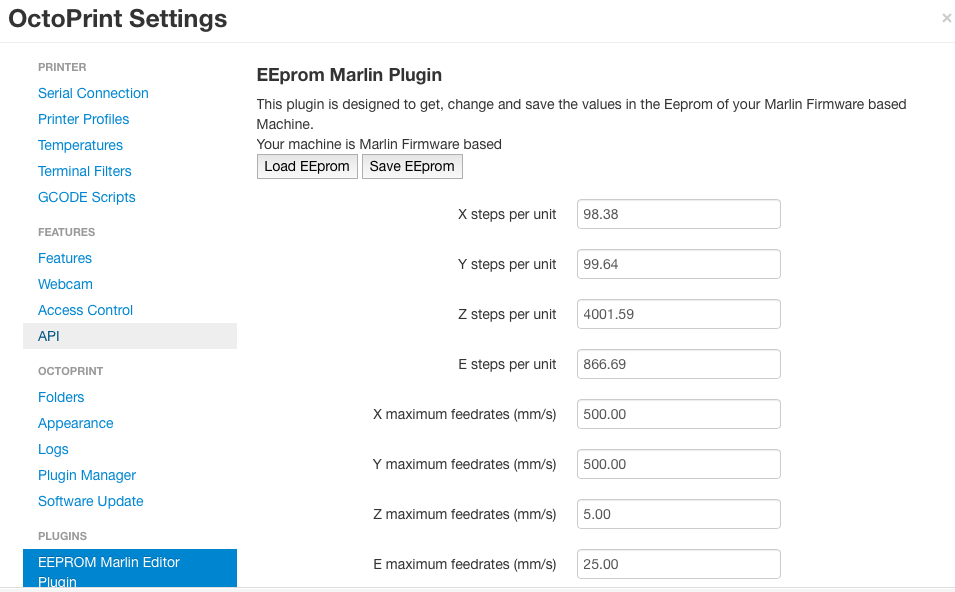 OctoPrint Settings
×
PRINTER
Serial Connection
Printer Profiles
Temperatures
Terminal Filters
GCODE Scripts
FEATURES
Features
Webcam
Access Control
API
OCTOPRINT
Folders
Appearance
Logs
Plugin Manager
Software Update
PLUGINS
EEPROM Marlin Editor
Plugin
EEprom Marlin Plugin
This plugin is designed to get, change and save the values in the Eeprom of your Marlin Firmware based
Machine.
Your machine is Marlin Firmware based
Load EEprom Save EEprom
X steps per unit 98.38
Y steps per unit 99.64
Z steps per unit 4001.59
E steps per unit 866.69
X maximum feedrates (mm/s) 500.00
Y maximum feedrates (mm/s) 500.00
Z maximum feedrates (mm/s) 5.00
E maximum feedrates (mm/s) 25.00